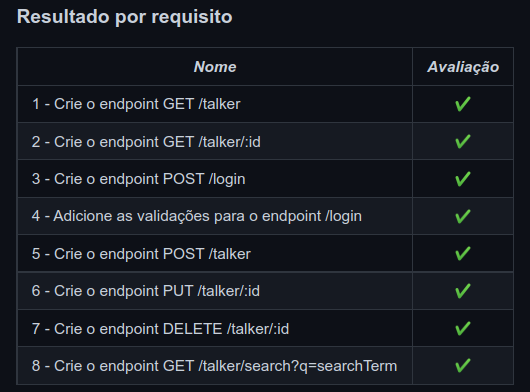 Resultado por requisito
Nome Avaliação
1 - Crie o endpoint GET /talker ✔
2 - Crie o endpoint GET /talker/:id ✔
3 - Crie o endpoint POST /login ✔
4 - Adicione as validações para o endpoint /login ✔
5 - Crie o endpoint POST /talker ✔
6 - Crie o endpoint PUT /talker/:id ✔
7 - Crie o endpoint DELETE /talker/:id ✔
8 - Crie o endpoint GET /talker/search?q=searchTerm ✔